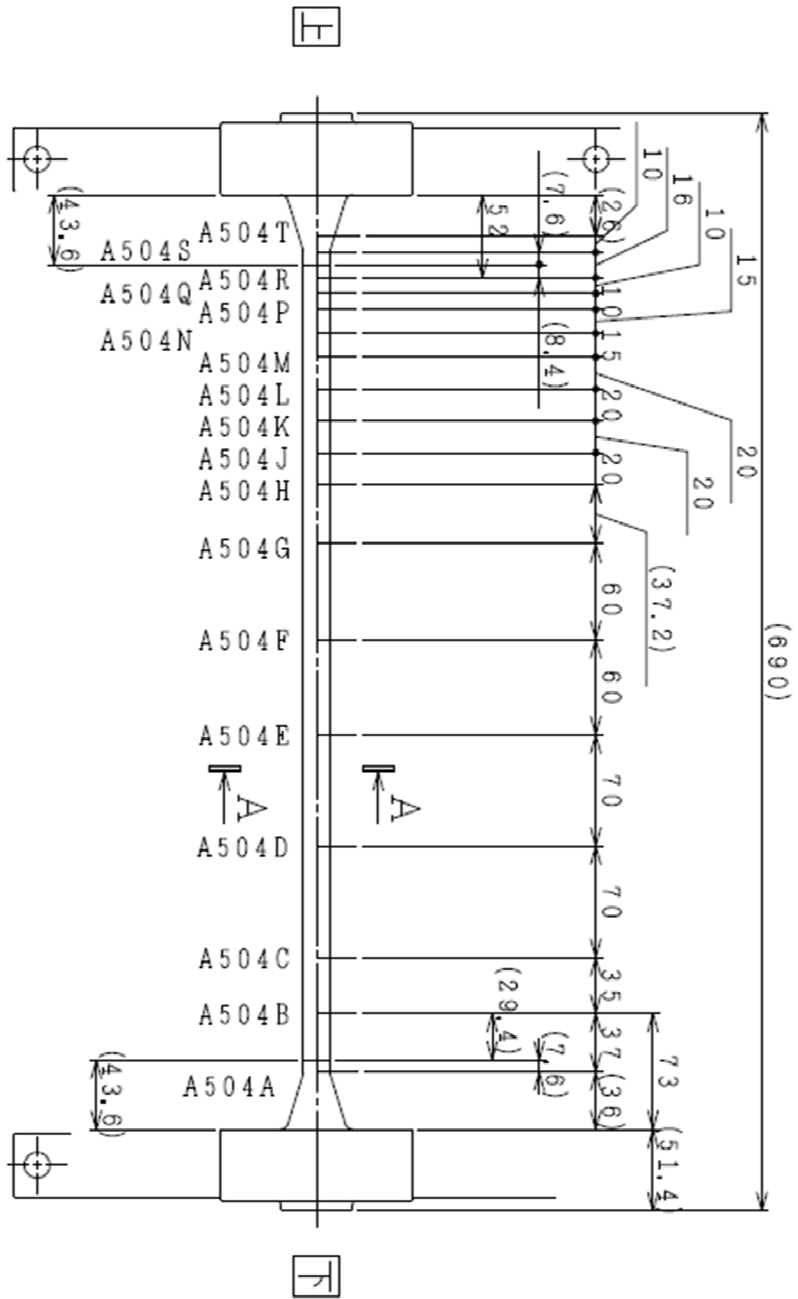 上
(43.6)
52
(7.6)
(26)
10
16
10
15
A504T
A504S
A504R
A504Q
A504P
A504N
A504M
A504L
A504K
A504J
A504H
A504G
A504F
A504E
A504D
A504C
A504B
A504A
(8.4)
10
15
20
20
20
20
(37.2)
60
60
70
70
35
37
(36)
(690)
A
A
(29.4)
(7.6)
73
(51.4)
(43.6)
下